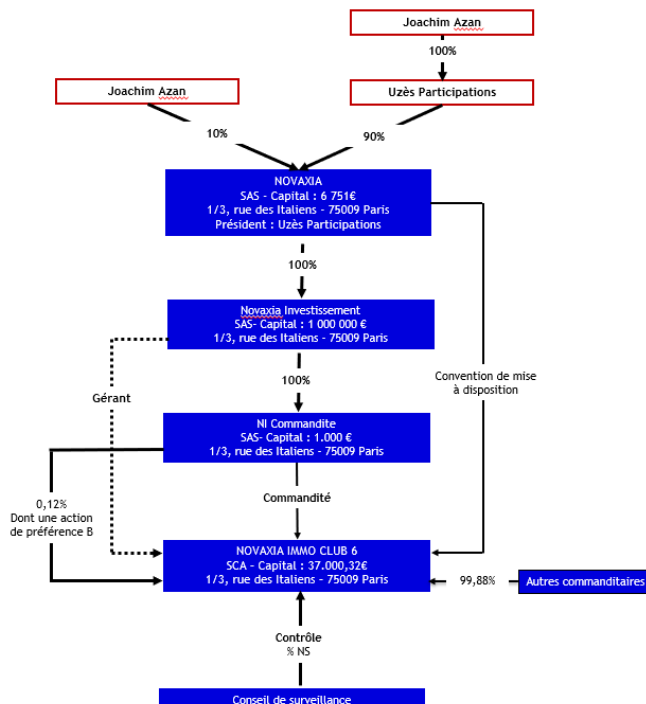 Joachim Azan
100%
Joachim Azan
Uzès Participations
10%
90%
NOVAXIA
SAS - Capital : 6 751€
1/3, rue des Italiens - 75009 Paris
Président : Uzès Participations
100%
Novaxia Investissement
SAS- Capital : 1 000 000 €
1/3, rue des Italiens - 75009 Paris
Convention de mise
à disposition
100%
Gérant
NI Commandite
SAS- Capital : 1.000 €
1/3, rue des Italiens - 75009 Paris
0,12%
Dont une action
de préférence B
Commandité
NOVAXIA IMMO CLUB 6
SCA - Capital : 37.000,32€
1/3, rue des Italiens - 75009 Paris
99,88%
Autres commanditaires
Contrôle
% NS
Conseil de surveillance